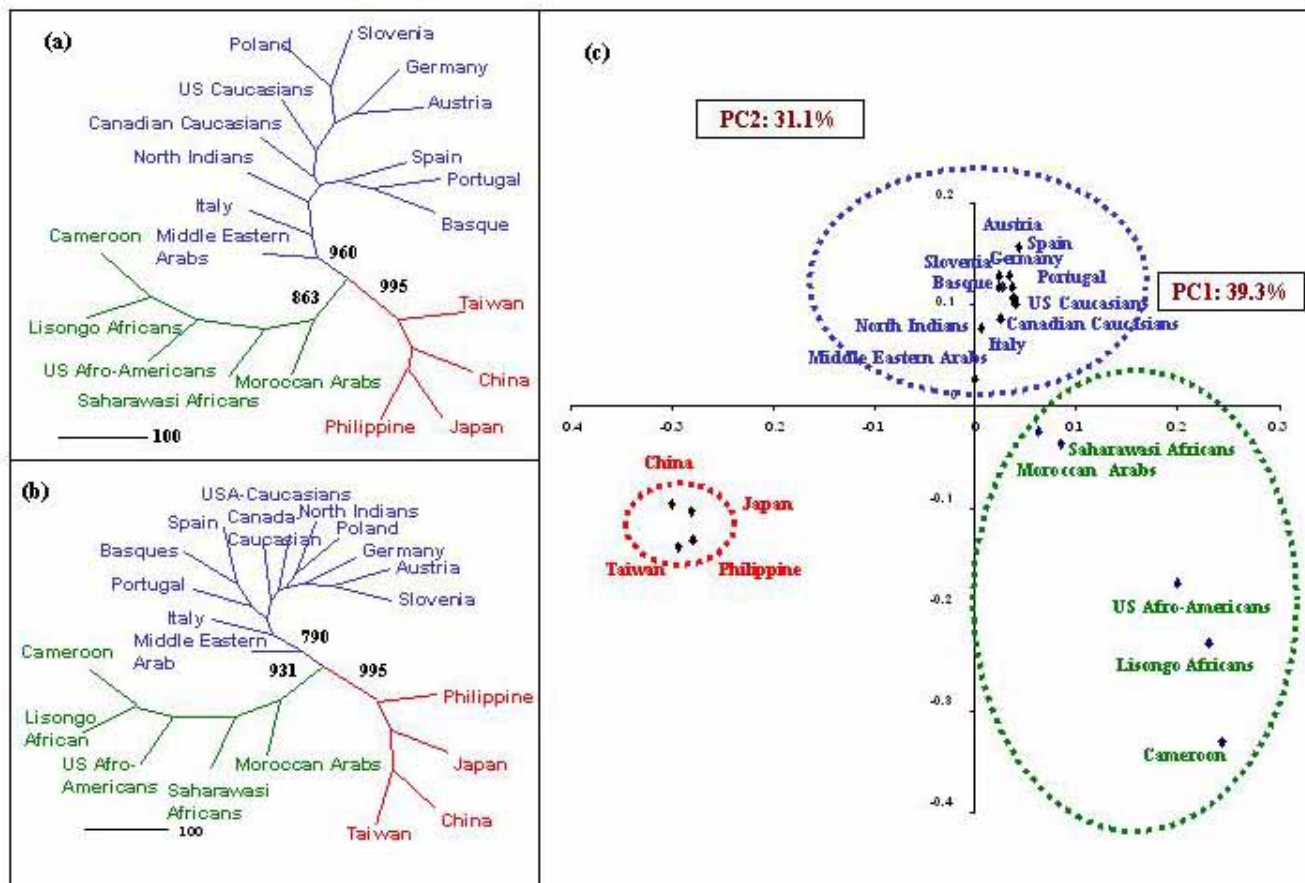 (a)
Slovenia
Poland
Germany
US Caucasians
Austria
Canadian Caucasians
North Indians
Spain
Portugal
Italy
Basque
Cameroon
Middle Eastern
Arabs
960
863
995
Taiwan
Lisongo Africans
US Afro-Americans
Moroccan Arabs
China
Saharawasi Africans
Philippine
Japan
100
(b)
USA-Caucasians
Spain
Canada-
Caucasian
North Indians
Poland
Basques
Germany
Austria
Portugal
Slovenia
Italy
Middle Eastern
Arab
790
Cameroon
931
995
Philippine
Lisongo
African
US Afro-
Americans
Moroccan Arabs
Japan
Saharawasi
Africans
China
Taiwan
100
(c)
PC2: 31.1%
0.2
Austria
Spain
Slovenia
Germany
Basque
Portugal
PC1: 39.3%
0.1
US Caucasians
North Indians
Canadian Caucasians
Italy
Middle Eastern Arabs
0
-0.4
-0.3
-0.2
-0.1
0
0.1
0.2
0.3
Saharawasi Africans
Moroccan Arabs
China
-0.1
Japan
Taiwan
Philippine
US Afro-Americans
-0.2
Lisongo Africans
-0.3
Cameroon
-0.4